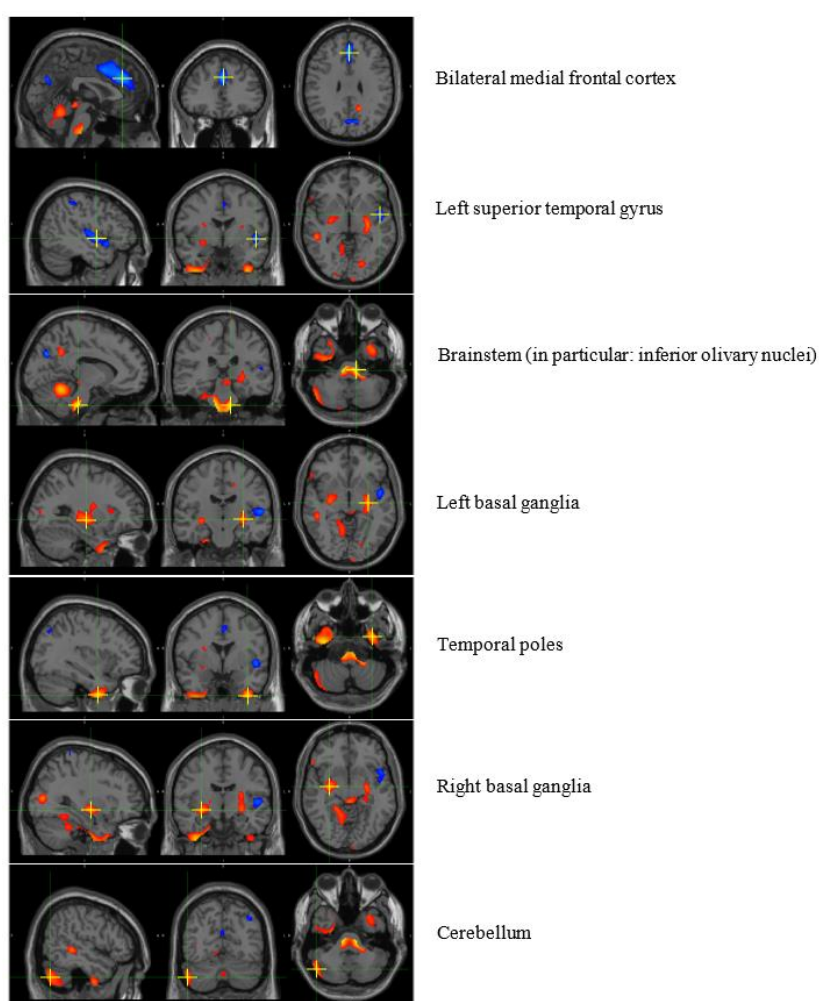 Bilateral medial frontal cortex
Left superior temporal gyrus
Brainstem (in particular: inferior olivary nuclei)
Left basal ganglia
Temporal poles
Right basal ganglia
Cerebellum